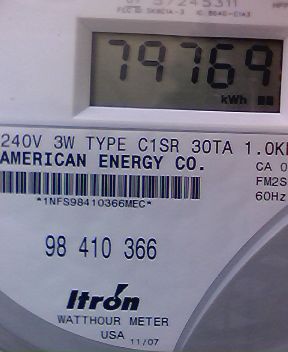 79769
kWh
240V 3W TYPE C1SR 30TA 1.0K
AMERICAN ENERGY CO.
CA 0
FM2S
60Hz
*1NFS98410366MEC*
98 410 366
Itron
WATTHOUR METER
USA 11/07